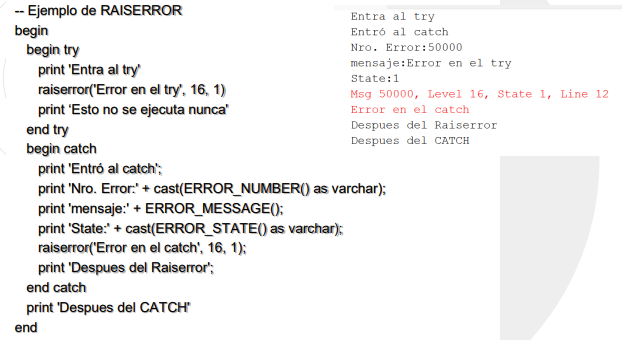 -- Ejemplo de RAISERROR
begin
begin try
print 'Entra al try'
raiserror('Error en el try', 16, 1)
print 'Esto no se ejecuta nunca'
end try
begin catch
print 'Entró al catch';
print 'Nro. Error:' + cast(ERROR_NUMBER() as varchar);
print 'mensaje:' + ERROR_MESSAGE();
print 'State:' + cast(ERROR_STATE() as varchar);
raiserror('Error en el catch', 16, 1);
print 'Despues del Raiserror';
end catch
print 'Despues del CATCH'
end
Entra al try
Entró al catch
Nro. Error:50000
mensaje:Error en el try
State:1
Msg 50000, Level 16, State 1, Line 12
Error en el catch
Despues del Raiserror
Despues del CATCH